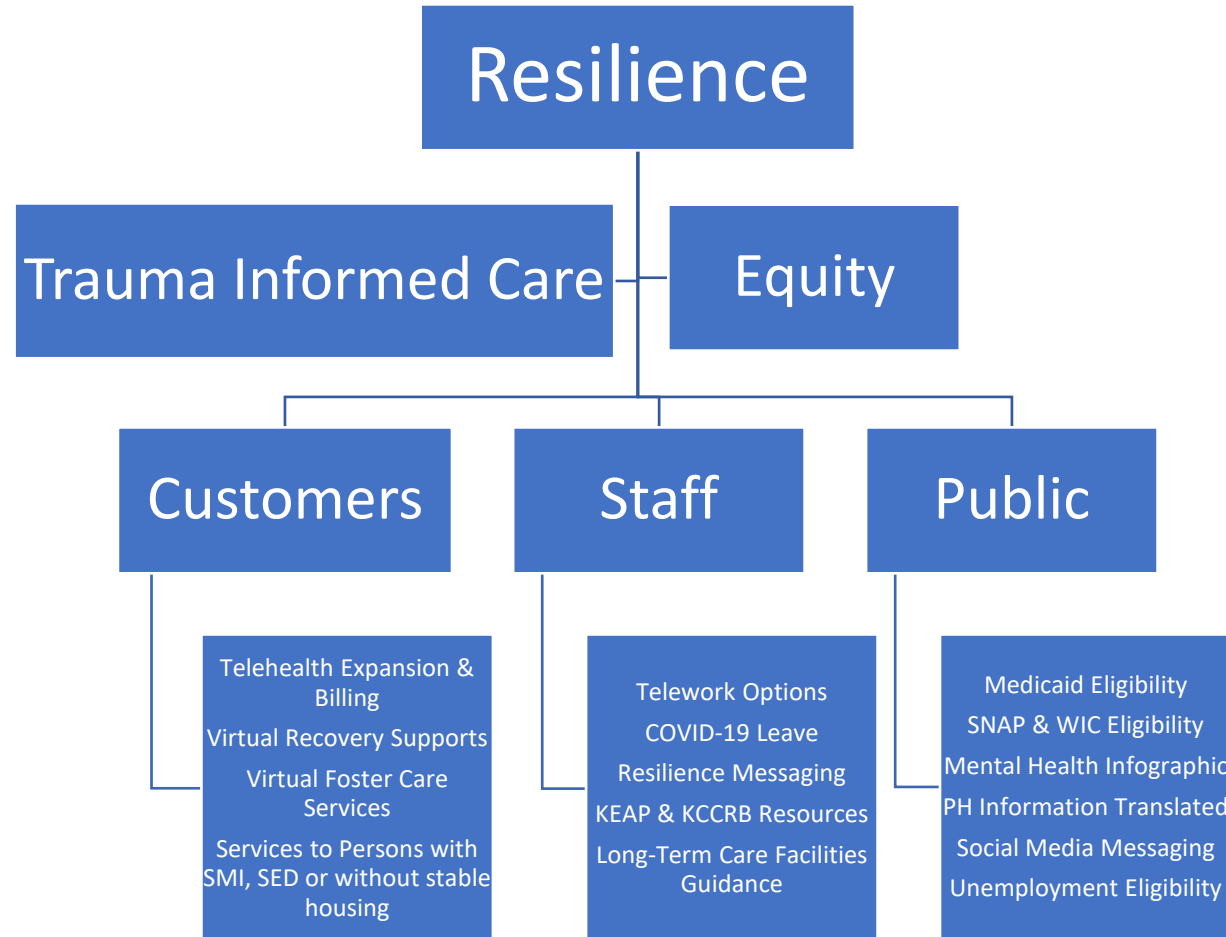 Resilience
Trauma Informed Care
Equity
Customers
Staff
Public
Telehealth Expansion &
Billing
Virtual Recovery Supports
Virtual Foster Care
Services
Services to Persons with
SMI, SED or without stable
housing
Telework Options
COVID-19 Leave
Resilience Messaging
KEAP & KCCRB Resources
Long-Term Care Facilities
Guidance
Medicaid Eligibility
SNAP & WIC Eligibility
Mental Health Infographic
PH Information Translated
Social Media Messaging
Unemployment Eligibility